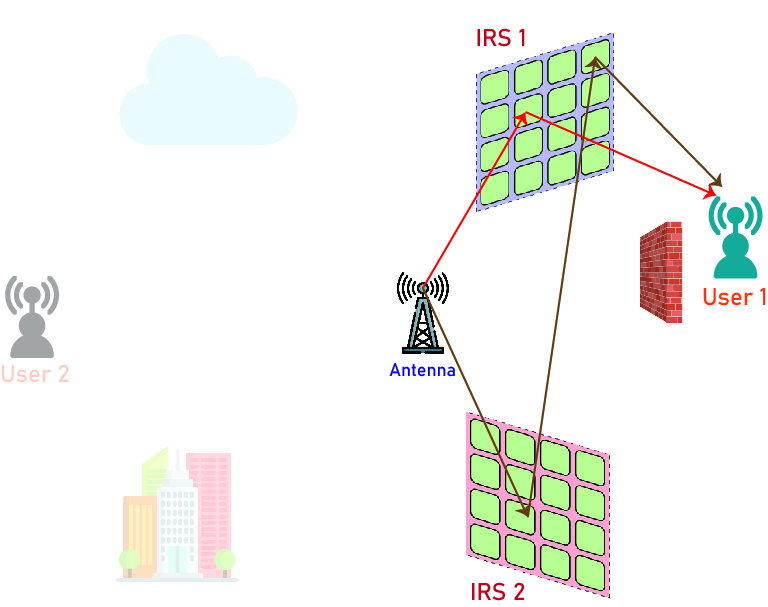 IRS 1
User 1
User 2
Antenna
IRS 2